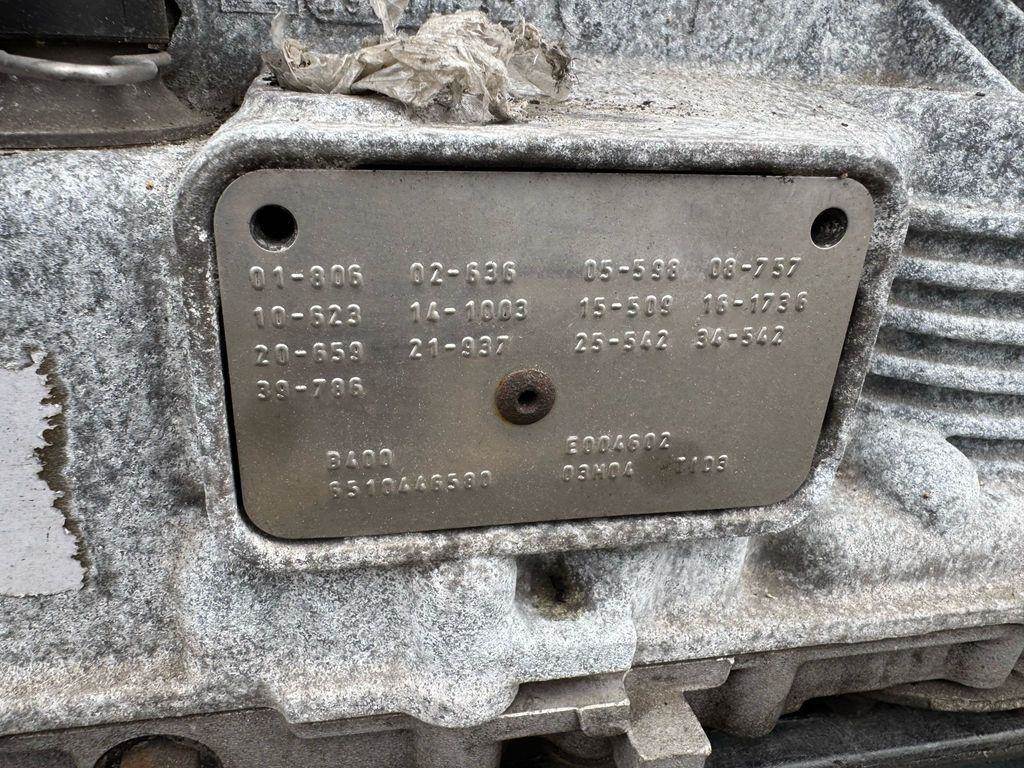 01-806 02-636 05-598 08-757
10-623 14-1003 15-509 18-1736
20-659 21-937 25-542 34-542
39-786
B400 E004602
6510446580 03H04 TID3